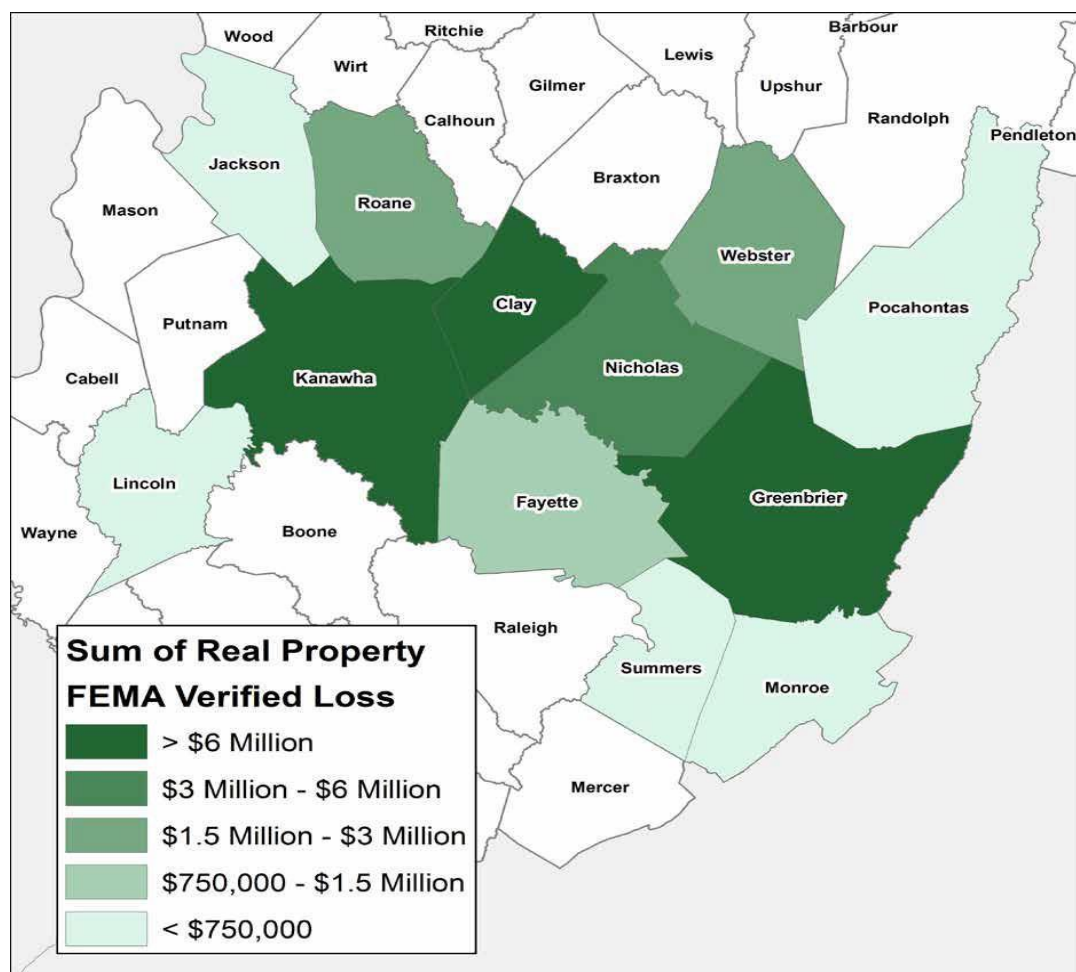 Wood
Ritchie
Barbour
Wirt
Lewis
Gilmer
Upshur
Calhoun
Randolph
Pendleton
Jackson
Braxton
Roane
Mason
Webster
Clay
Pocahontas
Putnam
Nicholas
Cabell
Kanawha
Lincoln
Greenbrier
Fayette
Wayne
Boone
Raleigh
Summers
Monroe
Mercer
Sum of Real Property
FEMA Verified Loss
> $6 Million
$3 Million - $6 Million
$1.5 Million - $3 Million
$750,000 - $1.5 Million
< $750,000